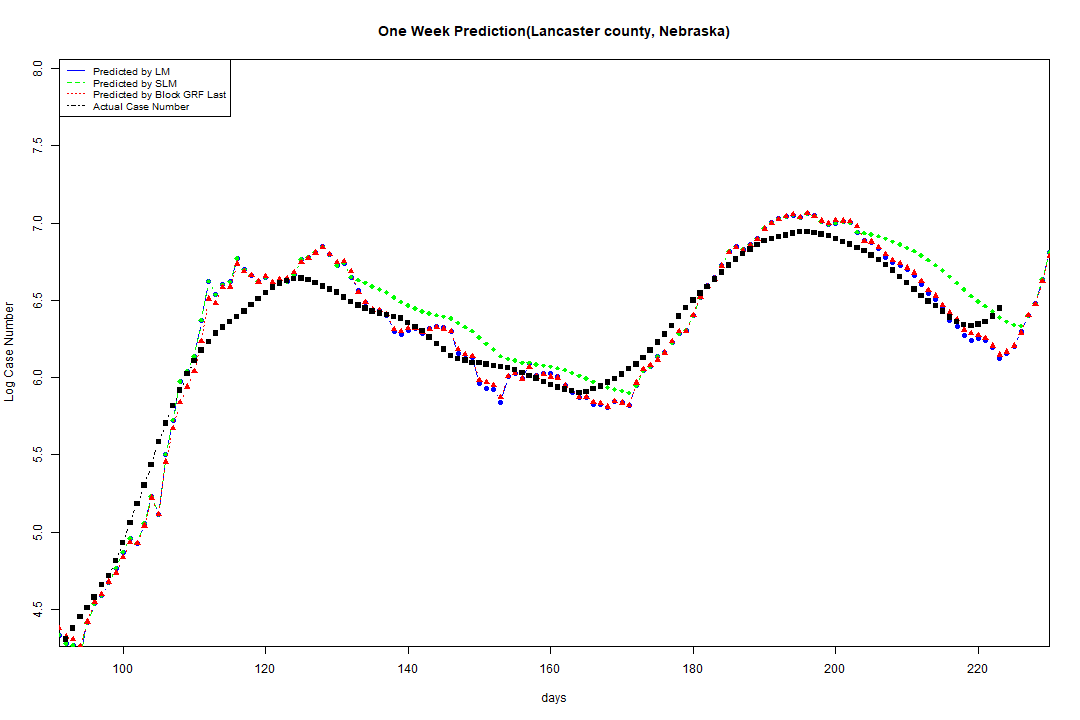 One Week Prediction(Lancaster county, Nebraska)
Predicted by LM
Predicted by SLM
Predicted by Block GRF Last
Actual Case Number
8.0
7.5
7.0
6.5
6.0
5.5
5.0
4.5
Log Case Number
100 120 140 160 180 200 220
days